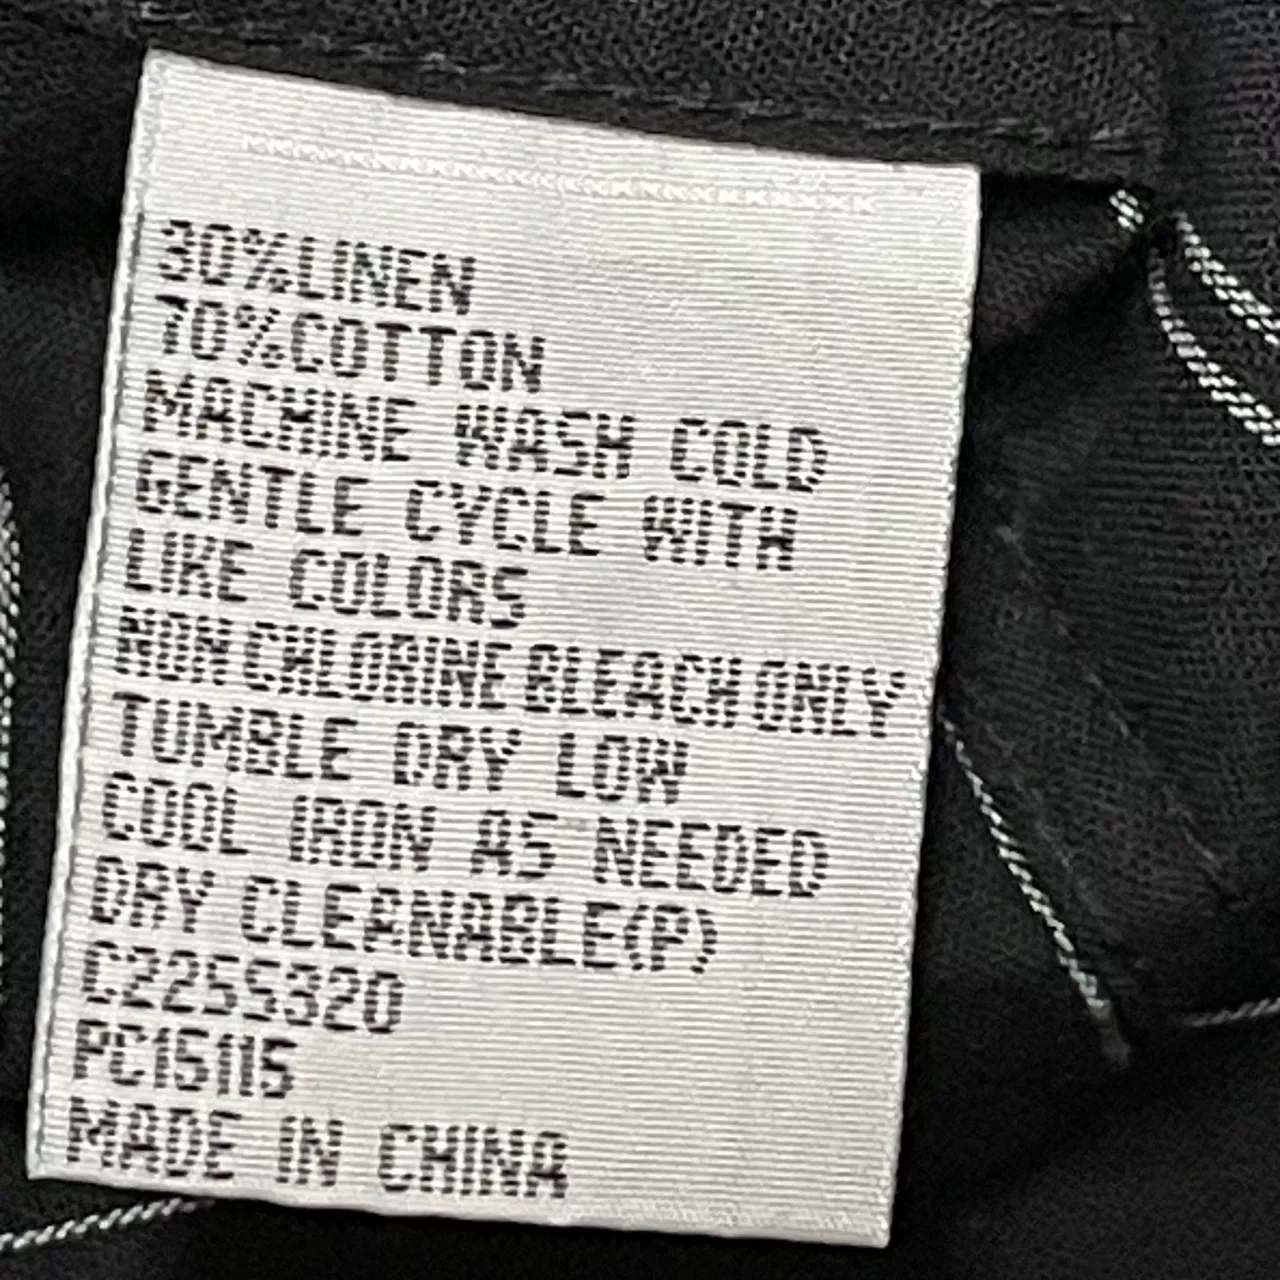 30%LINEN
70%COTTON
MACHINE WASH COLD
GENTLE CYCLE WITH
LIKE COLORS
NON CHLORINE BLEACH ONLY
TUMBLE DRY LOW
COOL IRON AS NEEDED
DRY CLEANABLE(P)
C225S320
PC15115
MADE IN CHINA